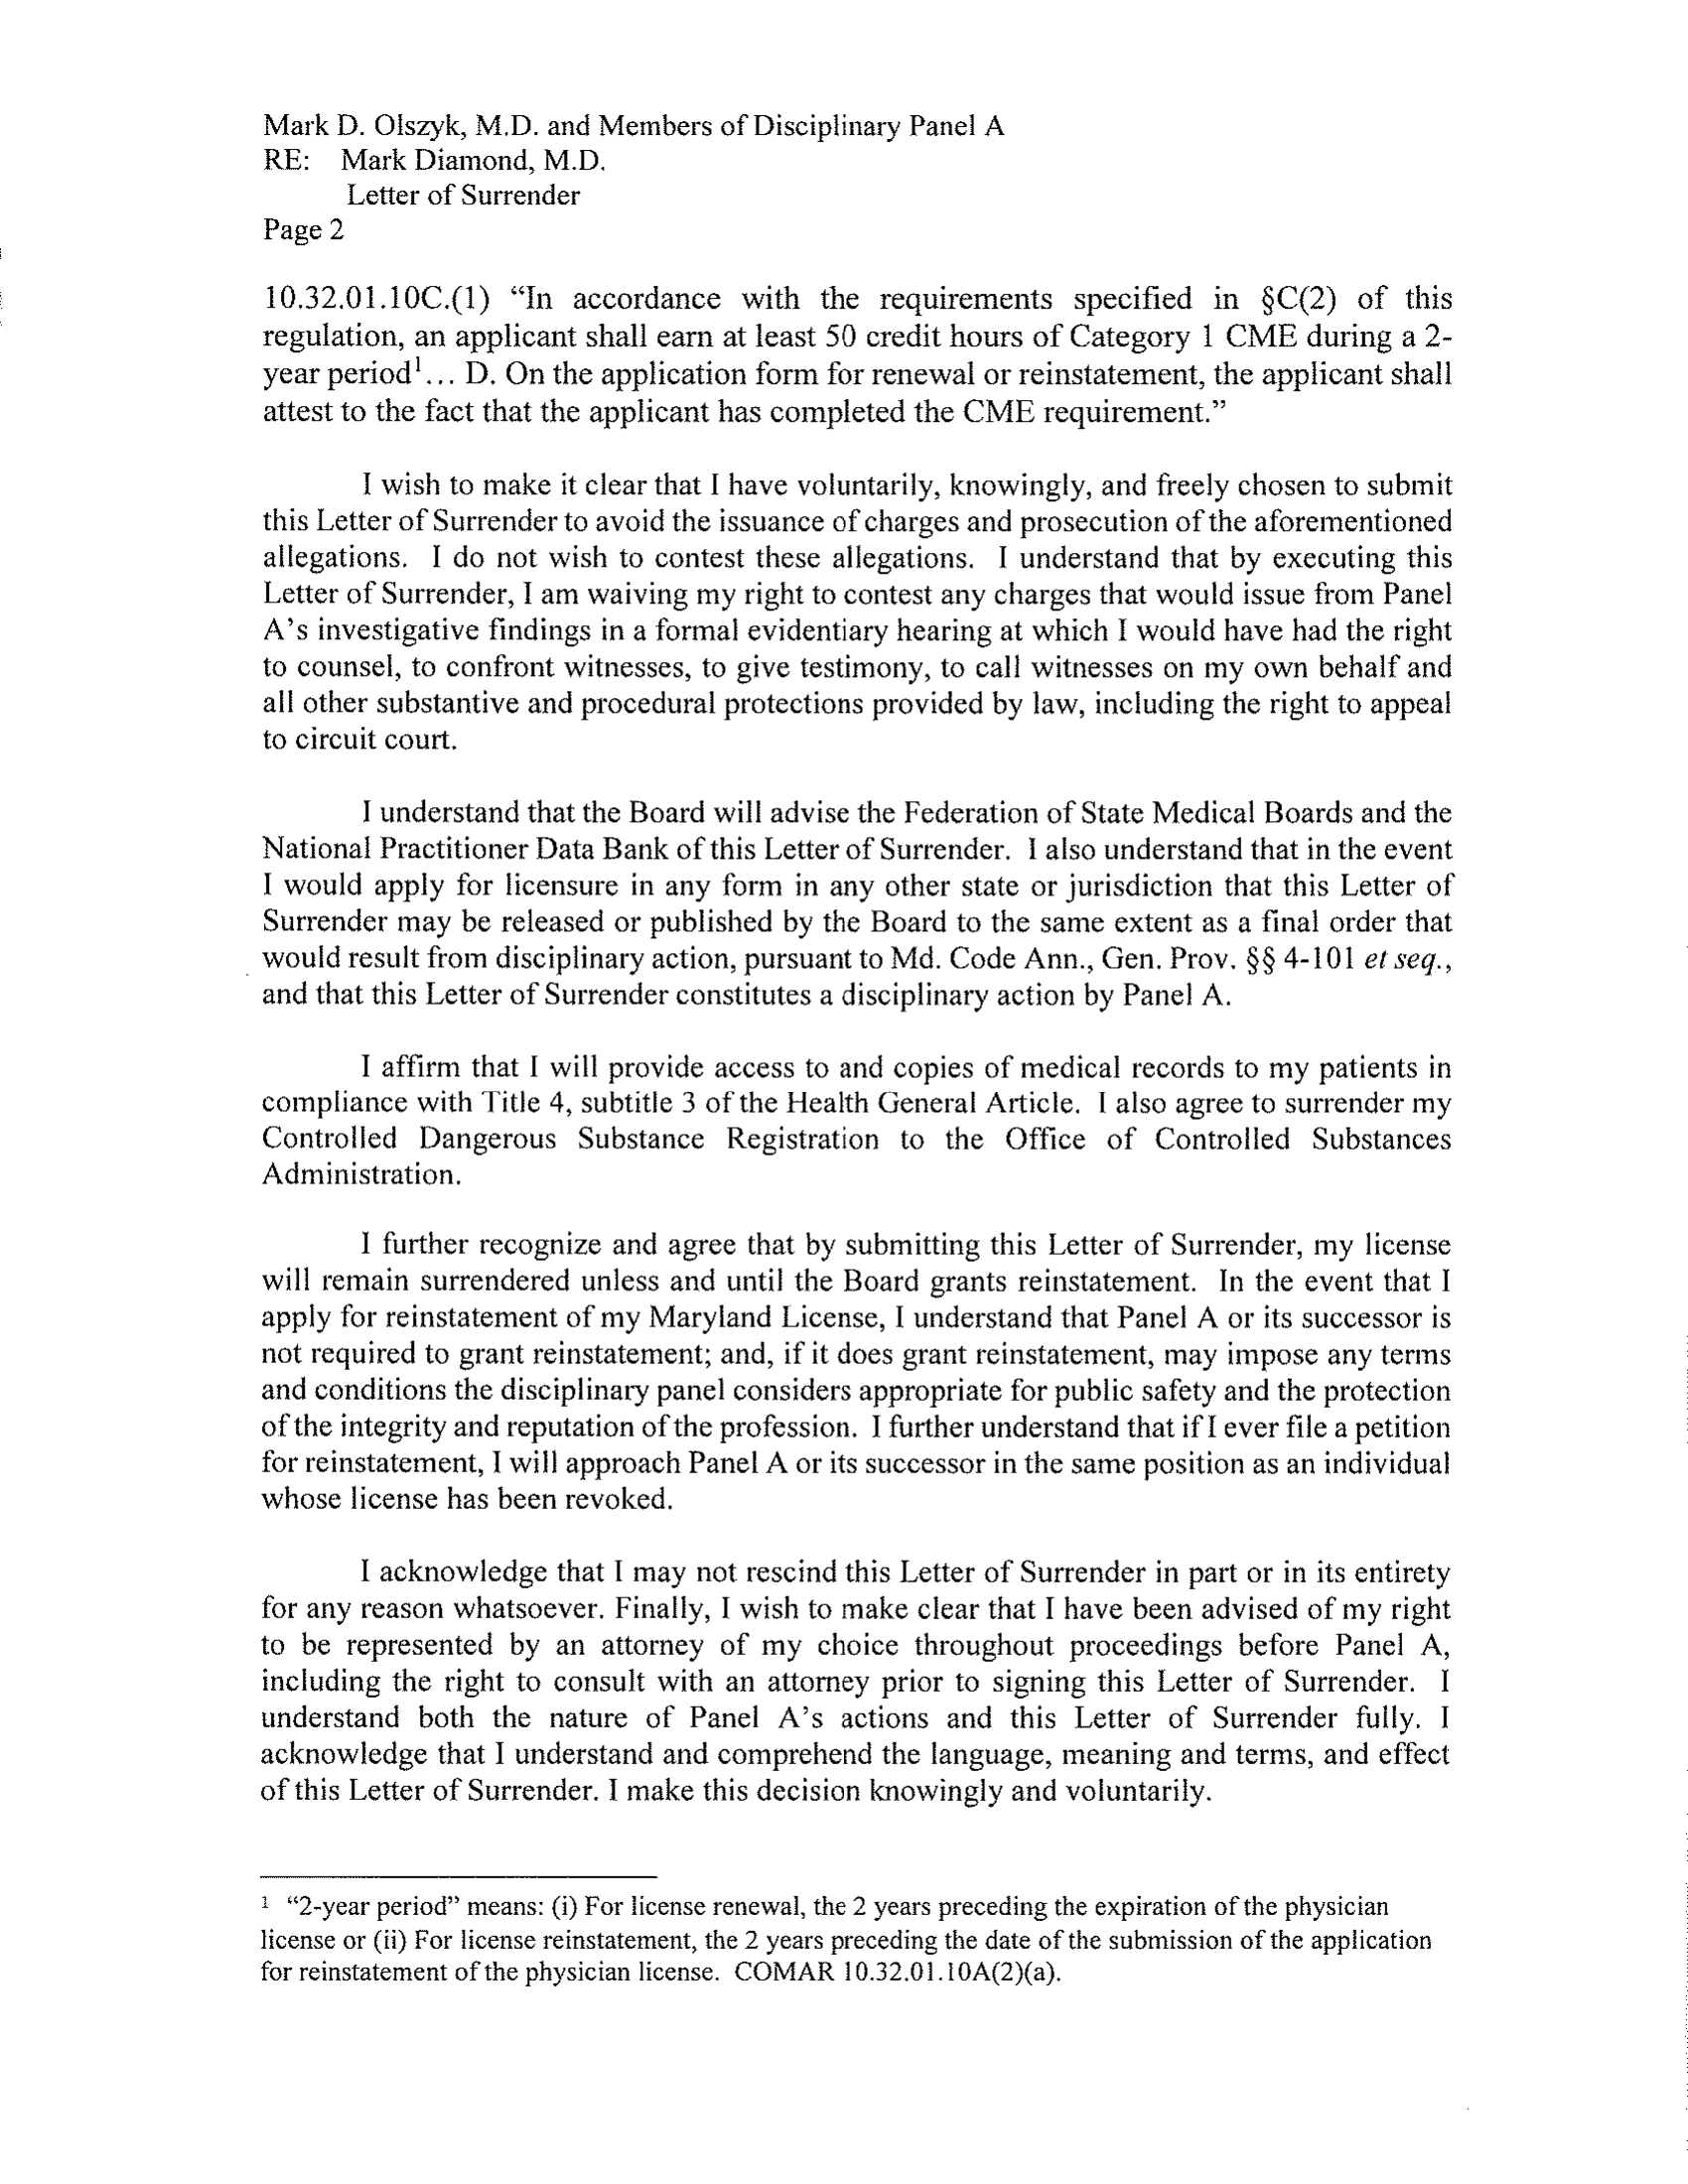 Mark D. Olszyk, M.D. and Members of Disciplinary Panel A
RE: Mark Diamond, M.D.
Letter of Surrender
Page 2
10.32.01.10C.(1) “In accordance with the requirements specified in §C(2) of this
regulation, an applicant shall earn at least 50 credit hours of Category 1 CME during a 2-
year period¹… D. On the application form for renewal or reinstatement, the applicant shall
attest to the fact that the applicant has completed the CME requirement.”
I wish to make it clear that I have voluntarily, knowingly, and freely chosen to submit
this Letter of Surrender to avoid the issuance of charges and prosecution of the aforementioned
allegations. I do not wish to contest these allegations. I understand that by executing this
Letter of Surrender, I am waiving my right to contest any charges that would issue from Panel
A’s investigative findings in a formal evidentiary hearing at which I would have had the right
to counsel, to confront witnesses, to give testimony, to call witnesses on my own behalf and
all other substantive and procedural protections provided by law, including the right to appeal
to circuit court.
I understand that the Board will advise the Federation of State Medical Boards and the
National Practitioner Data Bank of this Letter of Surrender. I also understand that in the event
I would apply for licensure in any form in any other state or jurisdiction that this Letter of
Surrender may be released or published by the Board to the same extent as a final order that
would result from disciplinary action, pursuant to Md. Code Ann., Gen. Prov. §§ 4-101 et seq.,
and that this Letter of Surrender constitutes a disciplinary action by Panel A.
I affirm that I will provide access to and copies of medical records to my patients in
compliance with Title 4, subtitle 3 of the Health General Article. I also agree to surrender my
Controlled Dangerous Substance Registration to the Office of Controlled Substances
Administration.
I further recognize and agree that by submitting this Letter of Surrender, my license
will remain surrendered unless and until the Board grants reinstatement. In the event that I
apply for reinstatement of my Maryland License, I understand that Panel A or its successor is
not required to grant reinstatement; and, if it does grant reinstatement, may impose any terms
and conditions the disciplinary panel considers appropriate for public safety and the protection
of the integrity and reputation of the profession. I further understand that if I ever file a petition
for reinstatement, I will approach Panel A or its successor in the same position as an individual
whose license has been revoked.
I acknowledge that I may not rescind this Letter of Surrender in part or in its entirety
for any reason whatsoever. Finally, I wish to make clear that I have been advised of my right
to be represented by an attorney of my choice throughout proceedings before Panel A,
including the right to consult with an attorney prior to signing this Letter of Surrender. I
understand both the nature of Panel A’s actions and this Letter of Surrender fully. I
acknowledge that I understand and comprehend the language, meaning and terms, and effect
of this Letter of Surrender. I make this decision knowingly and voluntarily.
¹ “2-year period” means: (i) For license renewal, the 2 years preceding the expiration of the physician
license or (ii) For license reinstatement, the 2 years preceding the date of the submission of the application
for reinstatement of the physician license. COMAR 10.32.01.10A(2)(a).